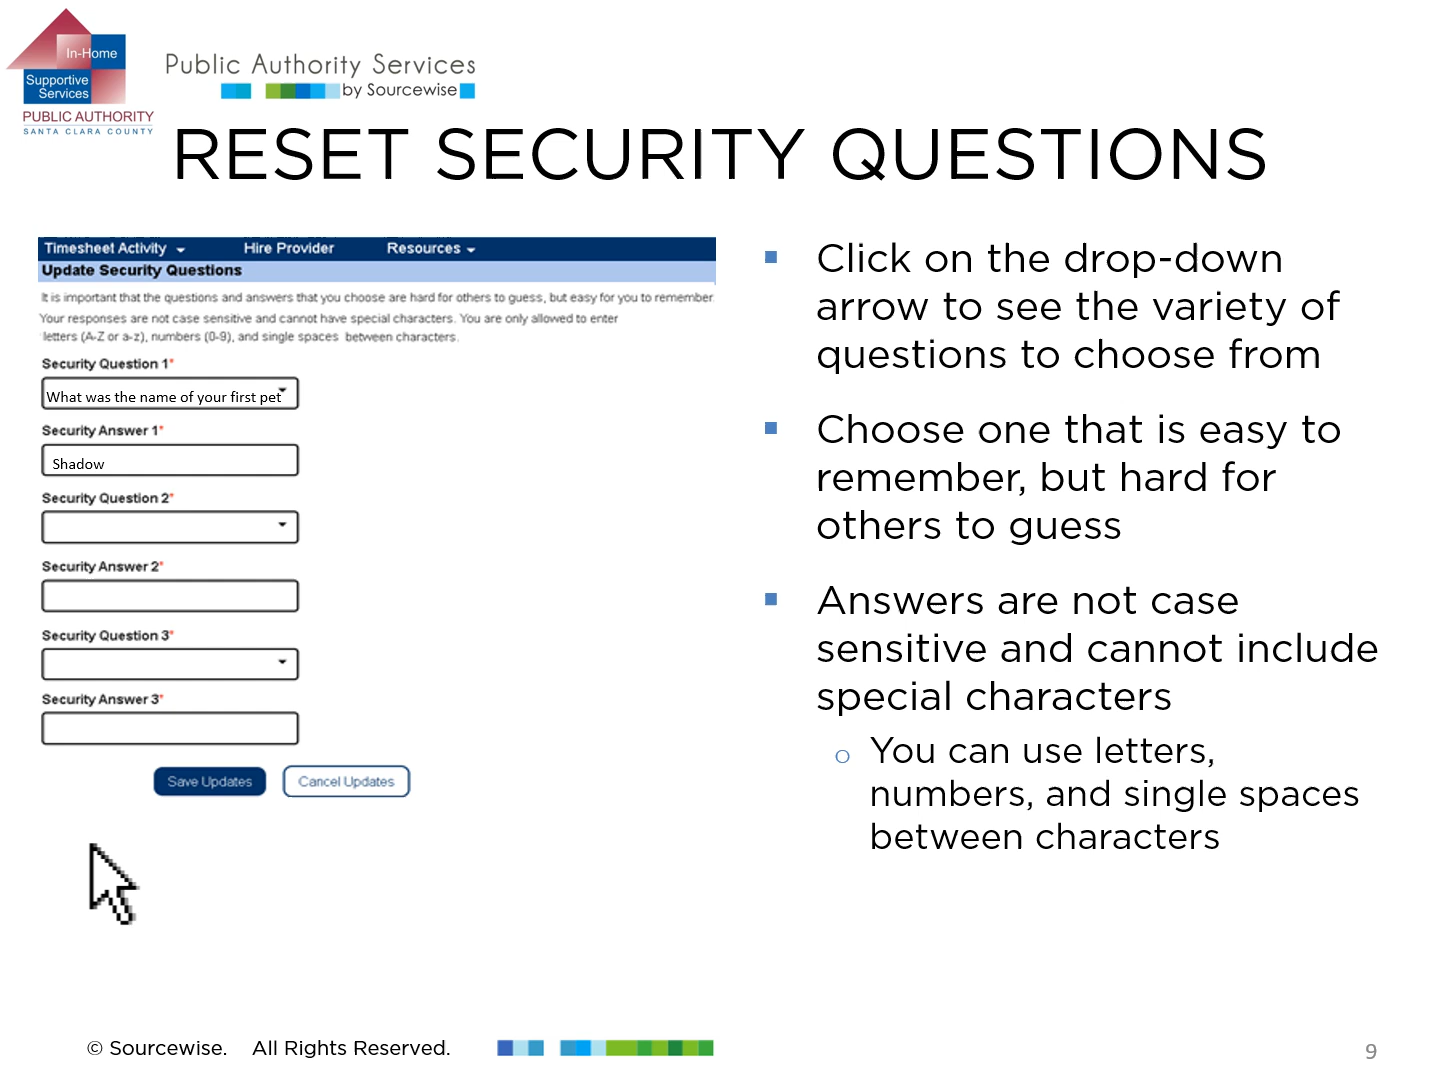 In-Home
Supportive
Services
PUBLIC AUTHORITY
SANTA CLARA COUNTY
Public Authority Services
by Sourcewise
RESET SECURITY QUESTIONS
Timesheet Activity Hire Provider Resources
Update Security Questions
It is important that the questions and answers that you choose are hard for others to guess, but easy for you to remember
Your responses are not case sensitive and cannot have special characters. You are only allowed to enter
letters (A-Z or a-z), numbers (0-9), and single spaces between characters.
Security Question 1*
What was the name of your first pet
Security Answer 1*
Shadow
Security Question 2*
Security Answer 2*
Security Question 3*
Security Answer 3*
Save Updates Cancel Updates
▪ Click on the drop-down
arrow to see the variety of
questions to choose from
▪ Choose one that is easy to
remember, but hard for
others to guess
▪ Answers are not case
sensitive and cannot include
special characters
o You can use letters,
numbers, and single spaces
between characters
© Sourcewise. All Rights Reserved.
9